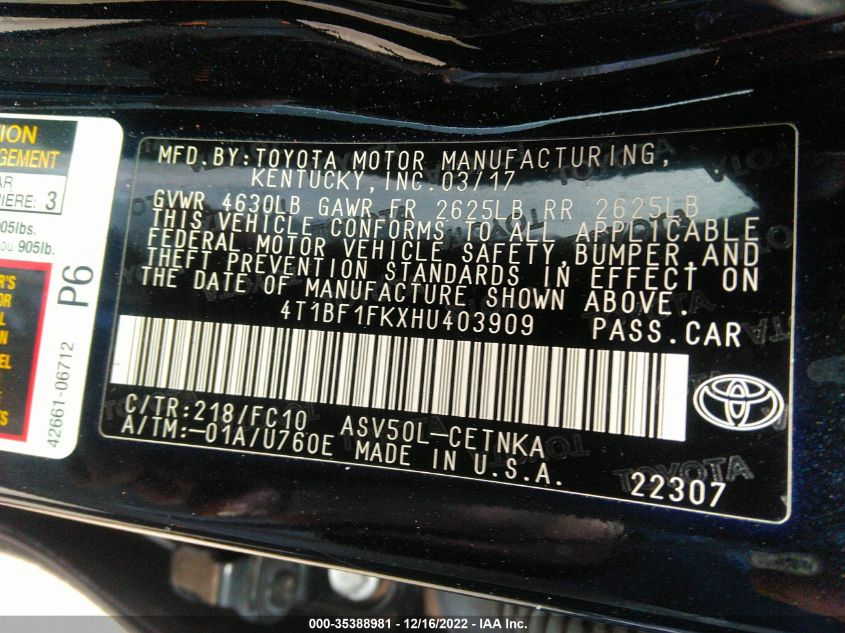 MFD.BY:TOYOTA MOTOR MANUFACTURING,
KENTUCKY, INC. 03/17
GVWR 4630LB GAWR FR 2625LB RR 2625LB
THIS VEHICLE CONFORMS TO ALL APPLICABLE
FEDERAL MOTOR VEHICLE SAFETY, BUMPER, AND
THEFT PREVENTION STANDARDS IN EFFECT ON
THE DATE OF MANUFACTURE SHOWN ABOVE.
4T1BF1FKXHU403909 PASS.CAR
C/TR:218/FC10 ASV50L-CETNKA
A/TM:-01A/U760E MADE IN U.S.A.
22307
TOYOTA
P6
42661-06712
3
905lb.
000-35388981 - 12/16/2022 - IAA Inc.